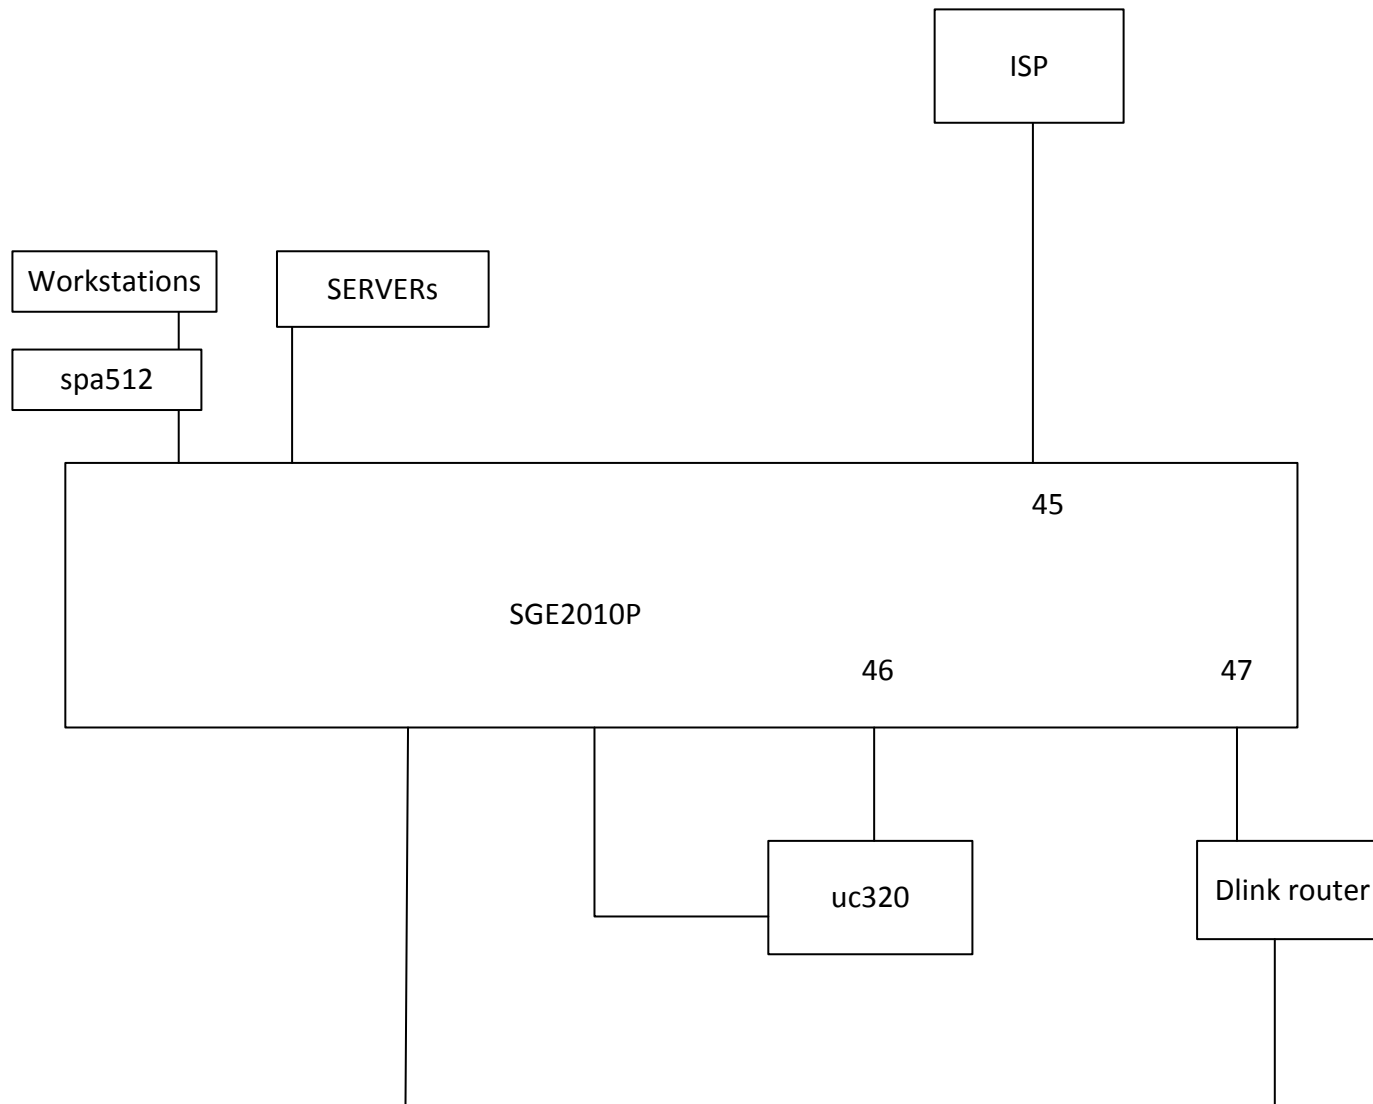 ISP
Workstations
SERVERs
spa512
45
SGE2010P
46
47
uc320
Dlink router